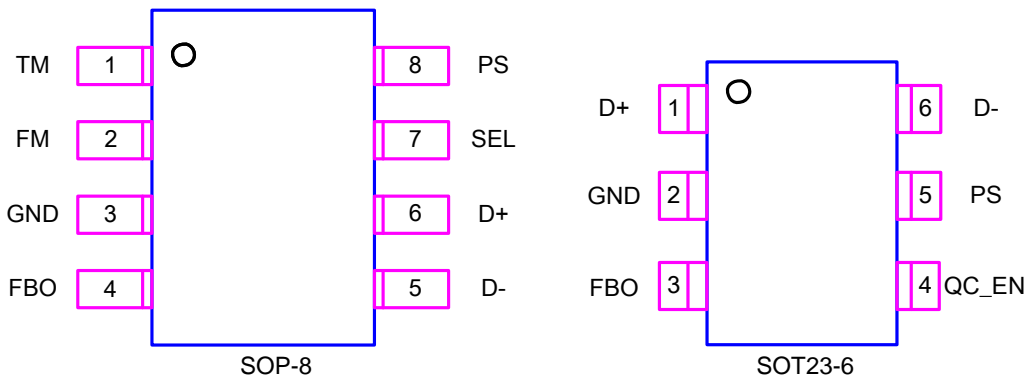 TM 1 8 PS
FM 2 7 SEL
GND 3 6 D+
FBO 4 5 D-
SOP-8
D+ 1 6 D-
GND 2 5 PS
FBO 3 4 QC_EN
SOT23-6